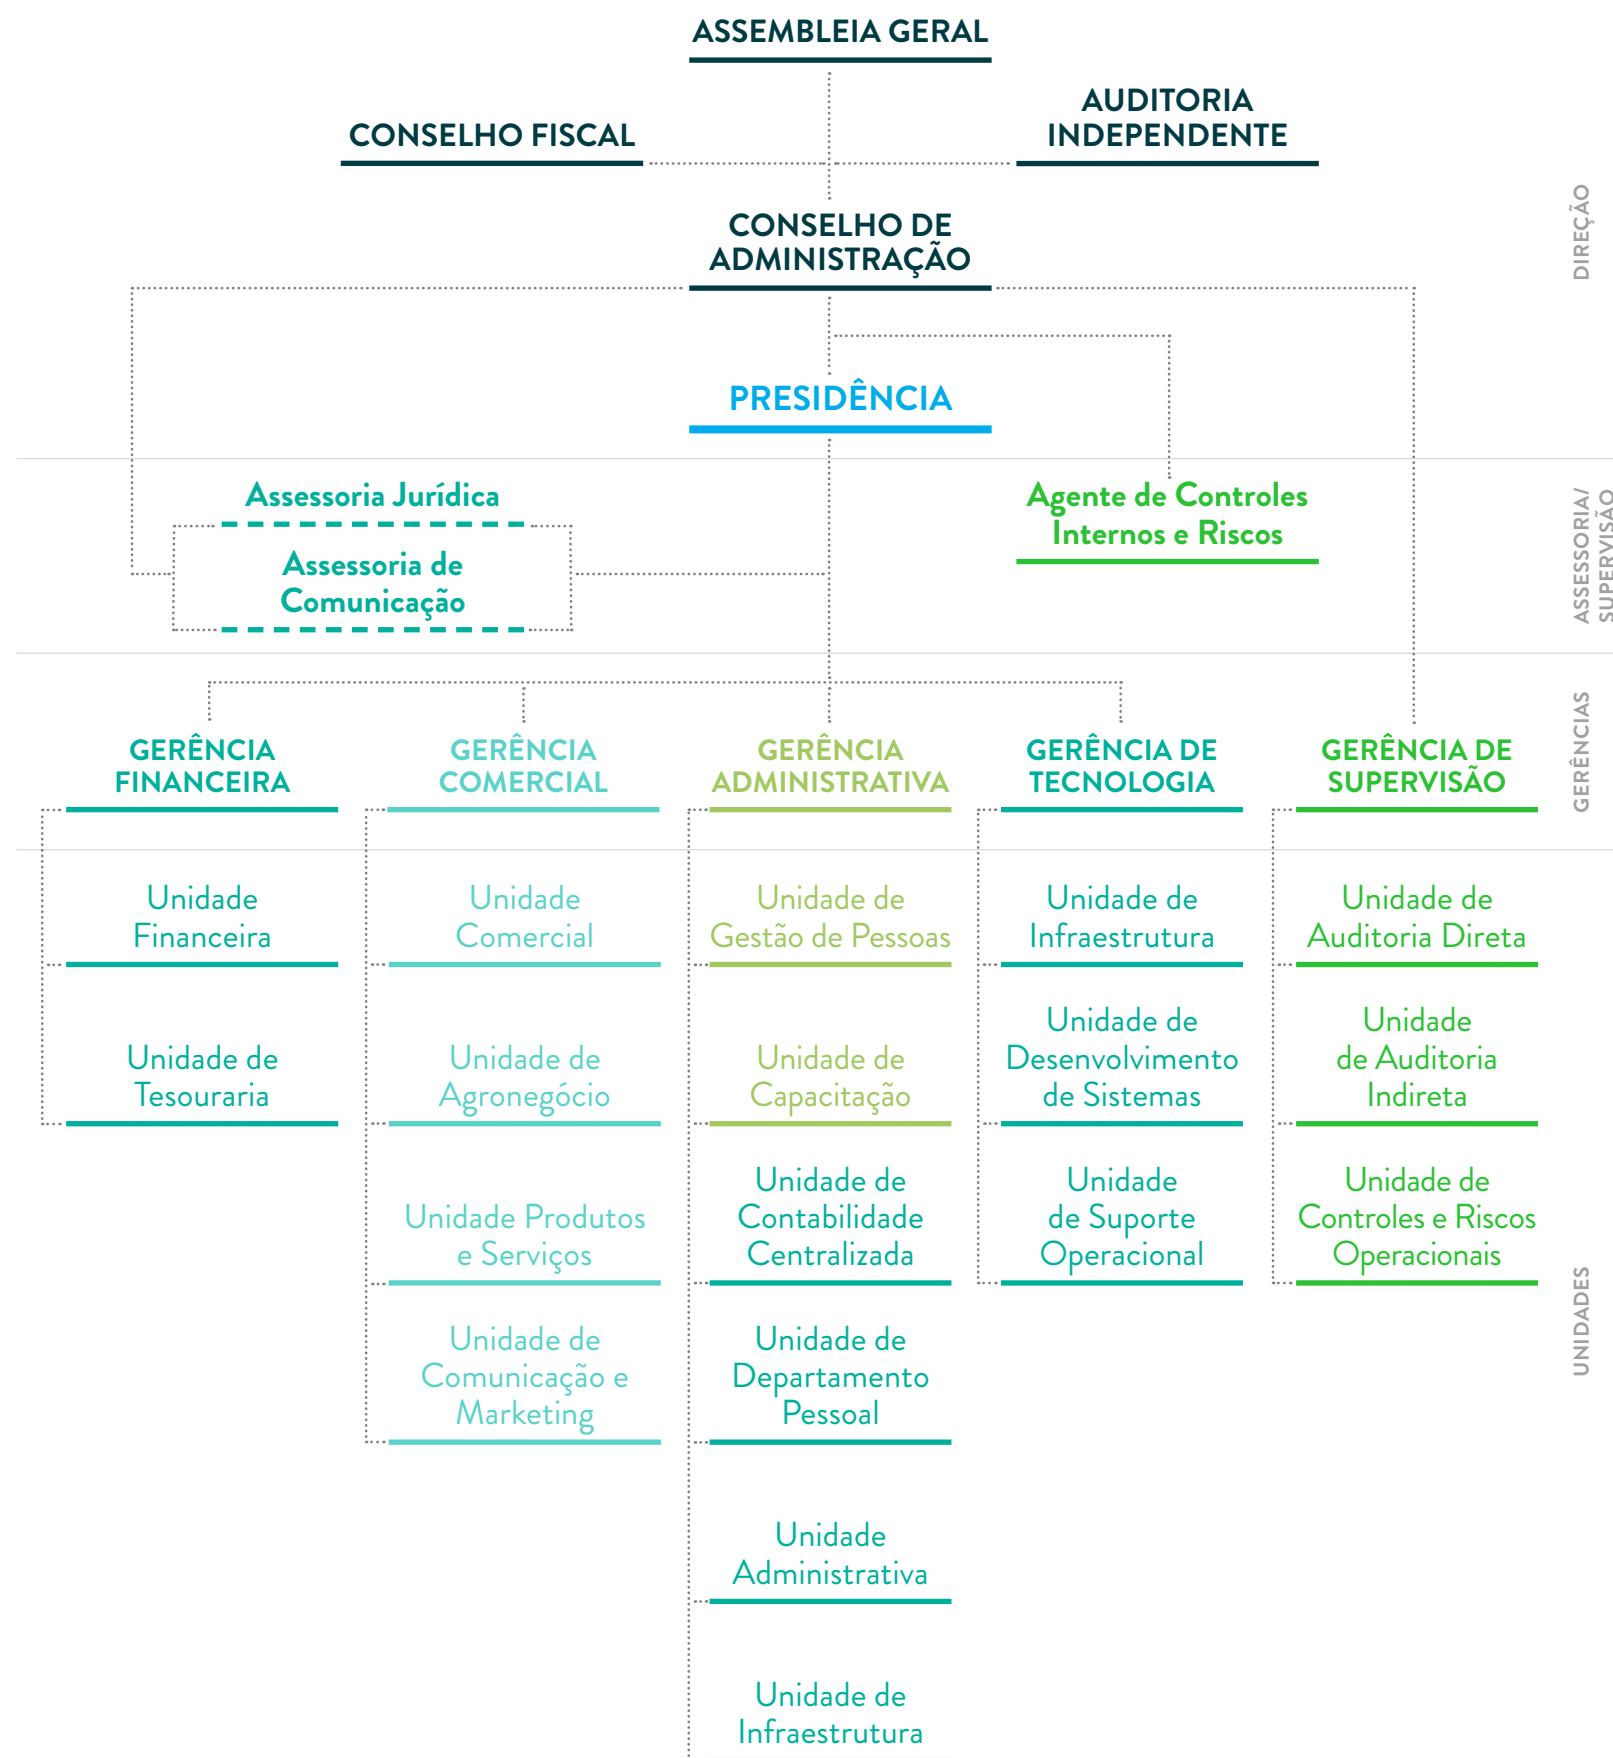 ASSEMBLEIA GERAL
CONSELHO FISCAL
AUDITORIA
INDEPENDENTE
CONSELHO DE
ADMINISTRAÇÃO
DIREÇÃO
PRESIDÊNCIA
Assessoria Jurídica
Assessoria de
Comunicação
Agente de Controles
Internos e Riscos
ASSESSORIA/
SUPERVISÃO
GERÊNCIA
FINANCEIRA
GERÊNCIA
COMERCIAL
GERÊNCIA
ADMINISTRATIVA
GERÊNCIA DE
TECNOLOGIA
GERÊNCIA DE
SUPERVISÃO
GERÊNCIAS
Unidade
Financeira
Unidade de
Tesouraria
Unidade
Comercial
Unidade de
Agronegócio
Unidade Produtos
e Serviços
Unidade de
Comunicação e
Marketing
Unidade de
Gestão de Pessoas
Unidade de
Capacitação
Unidade de
Contabilidade
Centralizada
Unidade de
Departamento
Pessoal
Unidade
Administrativa
Unidade de
Infraestrutura
Unidade de
Infraestrutura
Unidade de
Desenvolvimento
de Sistemas
Unidade
de Suporte
Operacional
Unidade de
Auditoria Direta
Unidade
de Auditoria
Indireta
Unidade de
Controles e Riscos
Operacionais
UNIDADES